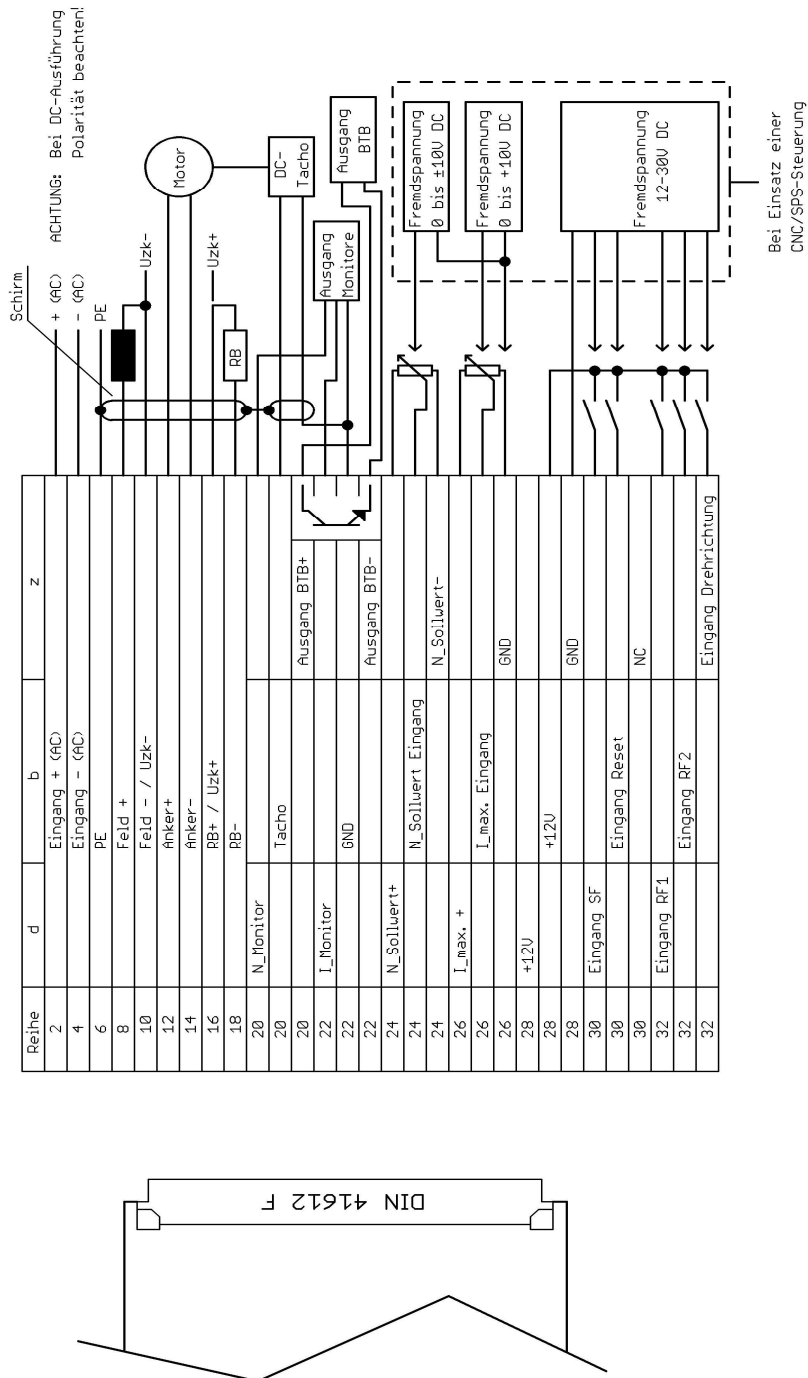 Reihe d b z
2 Eingang + (AC)
4 Eingang - (AC)
6 PE
8 Feld +
10 Feld - / Uzk-
12 Anker+
14 Anker-
16 RB+ / Uzk+
18 RB-
20 N_Monitor
20 Tacho
20 Ausgang BTB+
22 I_Monitor
22 GND
22 Ausgang BTB-
24 N_Sollwert+
24 N_Sollwert Eingang
24 N_Sollwert-
26 I_max. +
26 I_max. Eingang
26 GND
28 +12V
28 +12V
28 GND
30 Eingang SF
30 Eingang Reset
30 NC
32 Eingang RF1
32 Eingang RF2
32 Eingang Drehrichtung
Schirm
+ (AC)
- (AC)
PE
ACHTUNG: Bei DC-Ausführung
Polarität beachten!
Uzk-
Motor
Uzk+
RB
DC-
Tacho
Ausgang
Monitore
Ausgang
BTB
Fremdspannung
0 bis ±10V DC
Fremdspannung
0 bis +10V DC
Fremdspannung
12-30V DC
Bei Einsatz einer
CNC/SPS-Steuerung
DIN 41612 F